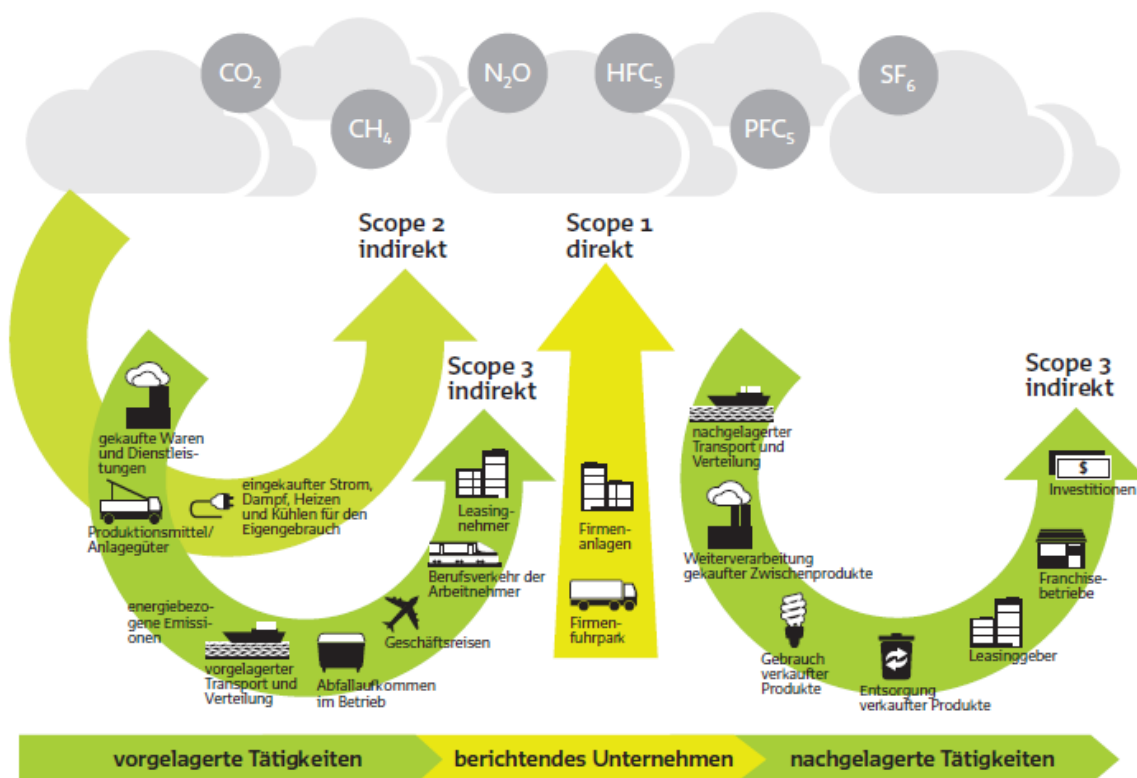 CO₂
CH₄
N₂O
HFC₅
PFC₅
SF₆
Scope 2
indirekt
Scope 1
direkt
Scope 3
indirekt
Scope 3
indirekt
gekaufte Waren
und Dienstleis-
tungen
Produktionsmittel/
Anlagegüter
eingekaufter Strom,
Dampf, Heizen
und Kühlen für den
Eigengebrauch
energiebezo-
gene Emissi-
onen
vorgelagerter
Transport und
Verteilung
Abfallaufkommen
im Betrieb
Geschäftsreisen
Berufsverkehr der
Arbeitnehmer
Leasing-
nehmer
Firmen-
anlagen
Firmen-
fuhrpark
nachgelagerter
Transport und
Verteilung
Weiterverarbeitung
gekaufter Zwischenprodukte
Gebrauch
verkaufter
Produkte
Entsorgung
verkaufter Produkte
Leasinggeber
Franchise-
betriebe
$
Investitionen
vorgelagerte Tätigkeiten
berichtendes Unternehmen
nachgelagerte Tätigkeiten